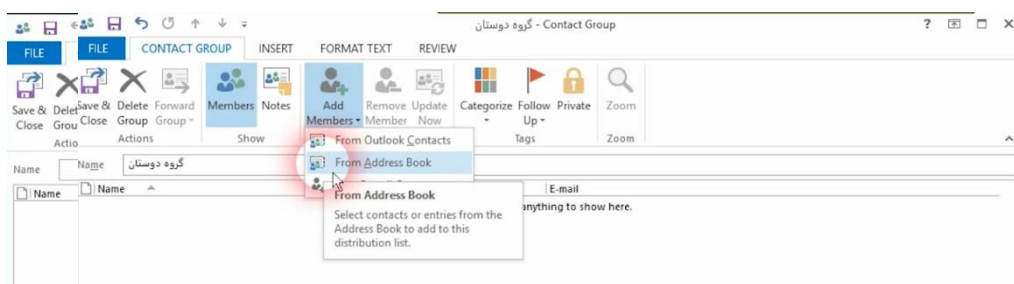 گروه دوستان - Contact Group
FILE
FILE CONTACT GROUP INSERT FORMAT TEXT REVIEW
Save & Close
Save & Close Delete Group Forward Group Members Notes Add Members Remove Member Update Now Categorize Follow Up Private Zoom
Actions Show Tags Zoom
From Outlook Contacts
From Address Book
Name
Name گروه دوستان
Name
Name E-mail
anything to show here.
From Address Book
Select contacts or entries from the
Address Book to add to this
distribution list.